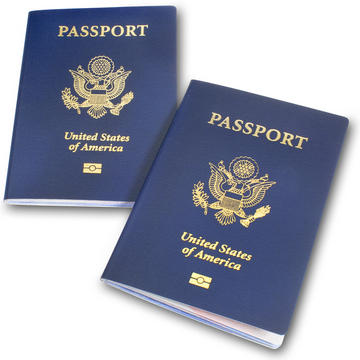 PASSPORT
United States
of America
PASSPORT
United States
of America